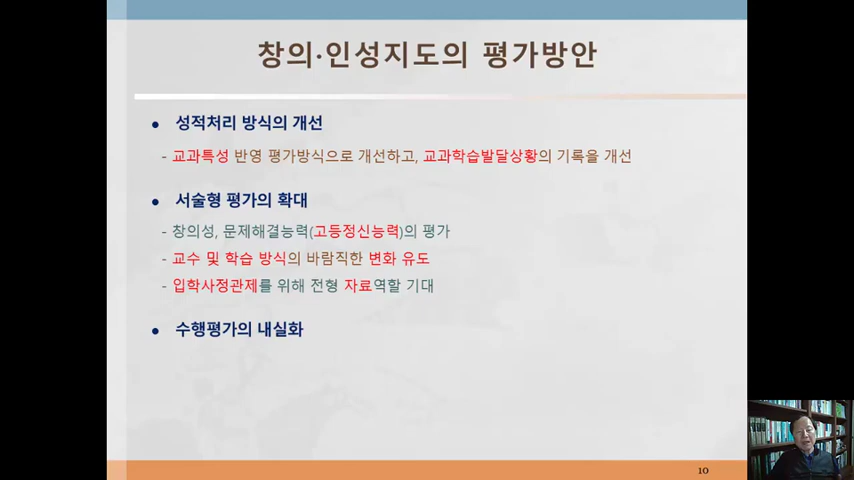 창의·인성지도의 평가방안
● 성적처리 방식의 개선
- 교과특성 반영 평가방식으로 개선하고, 교과학습발달상황의 기록을 개선
● 서술형 평가의 확대
- 창의성, 문제해결능력(고등정신능력)의 평가
- 교수 및 학습 방식의 바람직한 변화 유도
- 입학사정관제를 위해 전형 자료역할 기대
● 수행평가의 내실화
10